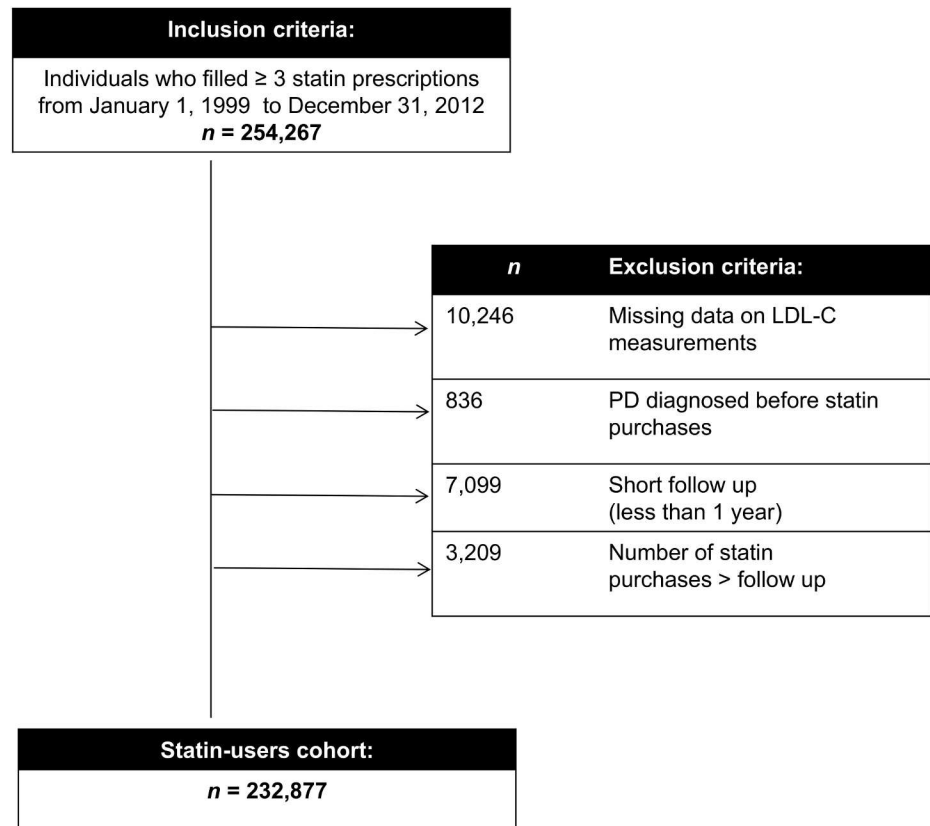 Inclusion criteria:
Individuals who filled ≥ 3 statin prescriptions
from January 1, 1999 to December 31, 2012
n = 254,267
n Exclusion criteria:
10,246 Missing data on LDL-C
measurements
836 PD diagnosed before statin
purchases
7,099 Short follow up
(less than 1 year)
3,209 Number of statin
purchases > follow up
Statin-users cohort:
n = 232,877